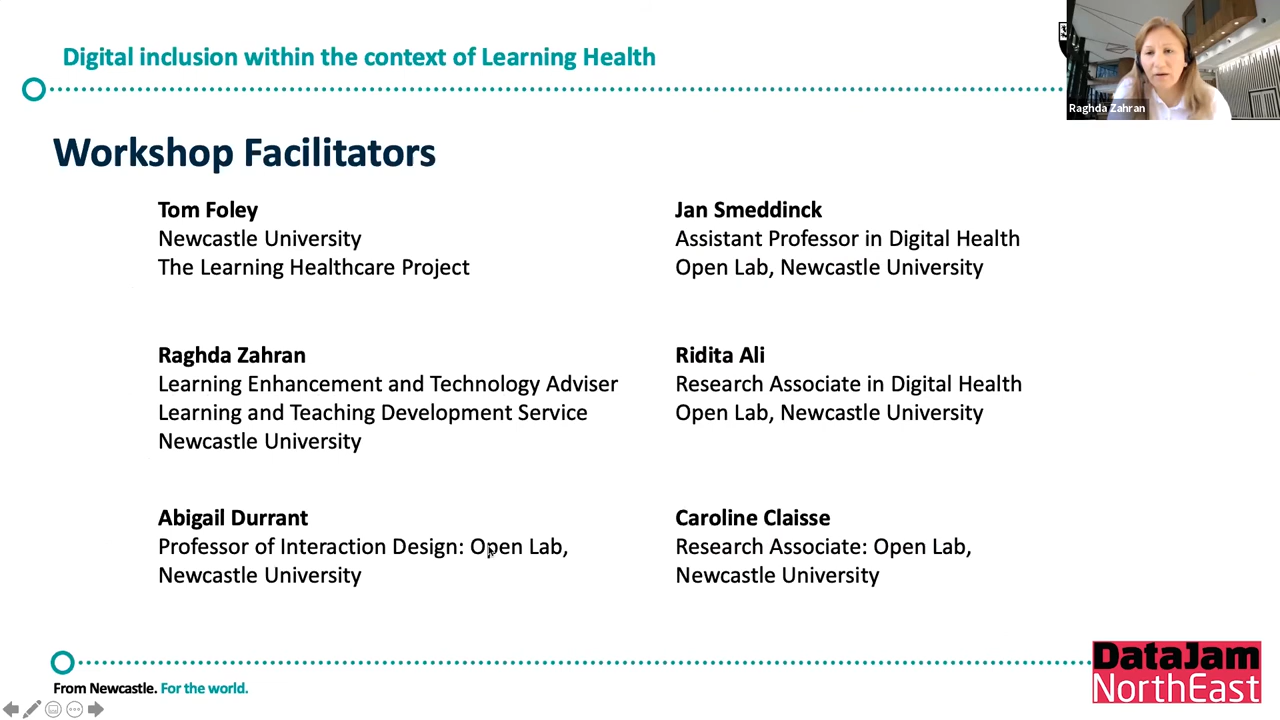 Digital inclusion within the context of Learning Health
Raghda Zahran
Workshop Facilitators
Tom Foley
Newcastle University
The Learning Healthcare Project
Jan Smeddinck
Assistant Professor in Digital Health
Open Lab, Newcastle University
Raghda Zahran
Learning Enhancement and Technology Adviser
Learning and Teaching Development Service
Newcastle University
Ridita Ali
Research Associate in Digital Health
Open Lab, Newcastle University
Abigail Durrant
Professor of Interaction Design: Open Lab,
Newcastle University
Caroline Claisse
Research Associate: Open Lab,
Newcastle University
From Newcastle. For the world.
DataJam
NorthEast